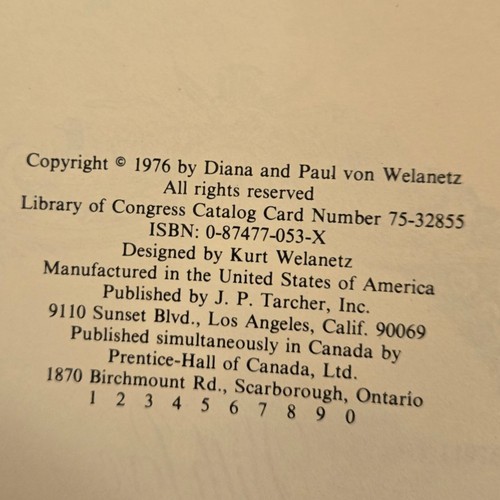 Copyright © 1976 by Diana and Paul von Welanetz
All rights reserved
Library of Congress Catalog Card Number 75-32855
ISBN: 0-87477-053-X
Designed by Kurt Welanetz
Manufactured in the United States of America
Published by J. P. Tarcher, Inc.
9110 Sunset Blvd., Los Angeles, Calif. 90069
Published simultaneously in Canada by
Prentice-Hall of Canada, Ltd.
1870 Birchmount Rd., Scarborough, Ontario
1 2 3 4 5 6 7 8 9 0